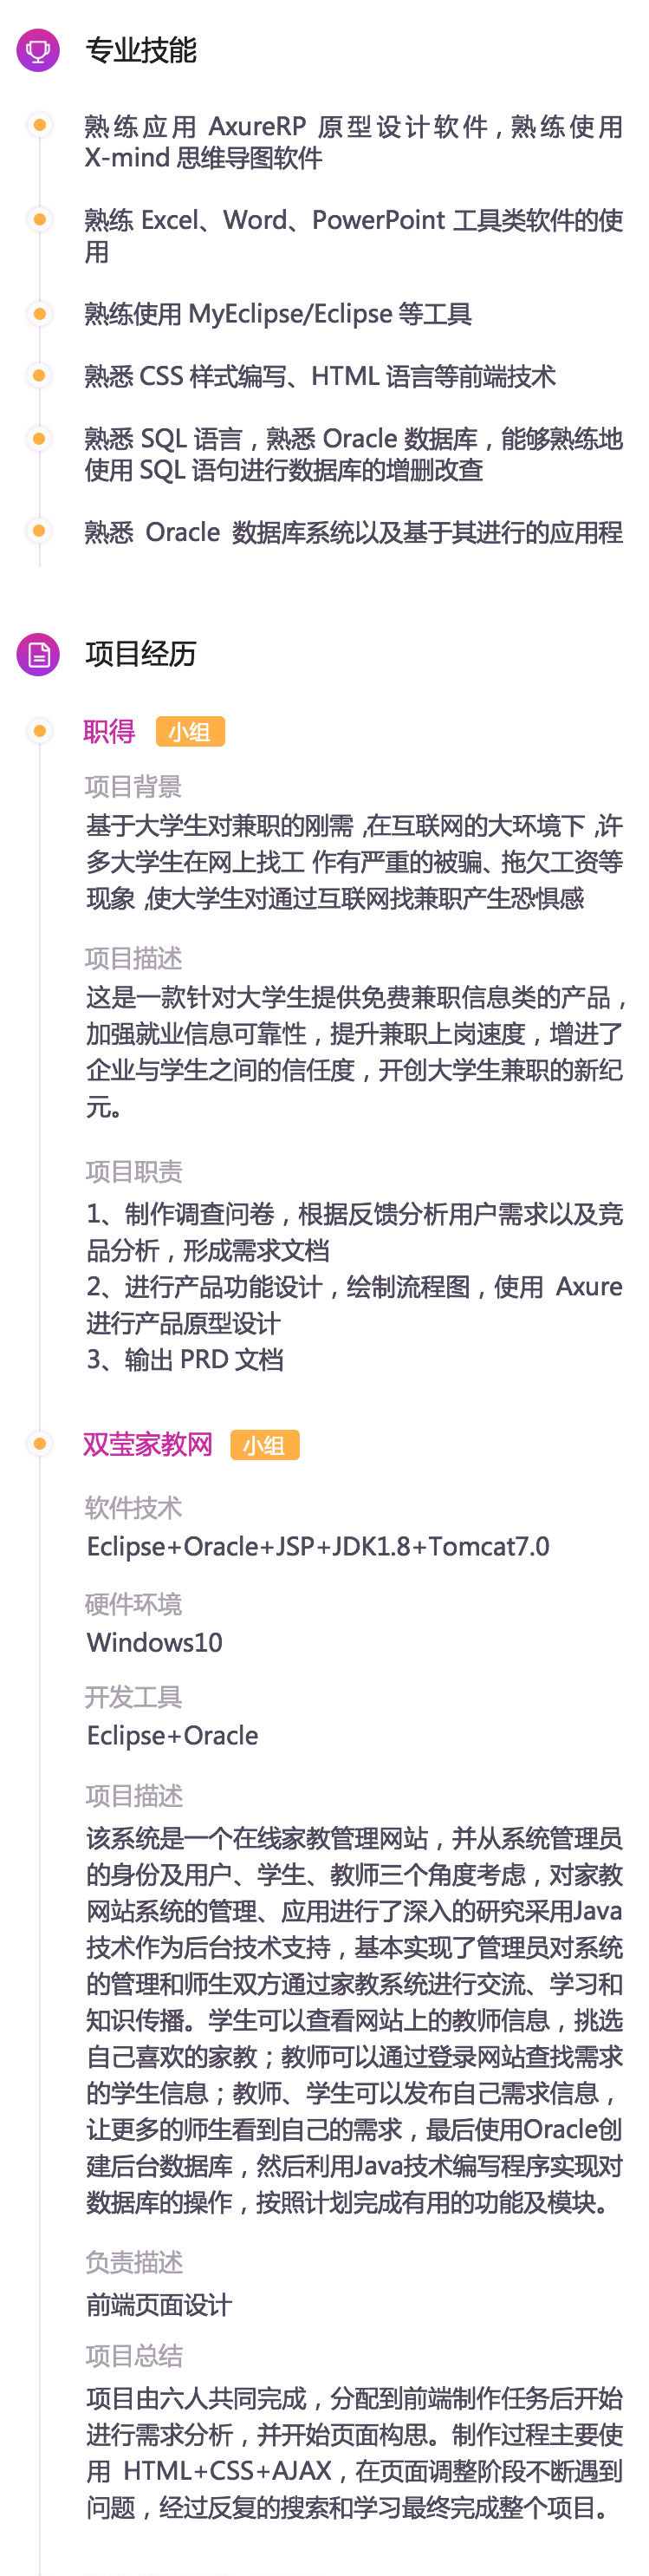 专业技能
熟练应用 AxureRP 原型设计软件，熟练使用
X-mind 思维导图软件
熟练 Excel、Word、PowerPoint 工具类软件的使
用
熟练使用 MyEclipse/Eclipse 等工具
熟悉 CSS 样式编写、HTML 语言等前端技术
熟悉 SQL 语言，熟悉 Oracle 数据库，能够熟练地
使用 SQL 语句进行数据库的增删改查
熟悉 Oracle 数据库系统以及基于其进行的应用程
项目经历
职得 小组
项目背景
基于大学生对兼职的刚需 ,在互联网的大环境下 ,许
多大学生在网上找工 作有严重的被骗、拖欠工资等
现象 ,使大学生对通过互联网找兼职产生恐惧感
项目描述
这是一款针对大学生提供免费兼职信息类的产品，
加强就业信息可靠性，提升兼职上岗速度，增进了
企业与学生之间的信任度，开创大学生兼职的新纪
元。
项目职责
1、制作调查问卷，根据反馈分析用户需求以及竞
品分析，形成需求文档
2、进行产品功能设计，绘制流程图，使用 Axure
进行产品原型设计
3、输出 PRD 文档
双莹家教网 小组
软件技术
Eclipse+Oracle+JSP+JDK1.8+Tomcat7.0
硬件环境
Windows10
开发工具
Eclipse+Oracle
项目描述
该系统是一个在线家教管理网站，并从系统管理员
的身份及用户、学生、教师三个角度考虑，对家教
网站系统的管理、应用进行了深入的研究采用Java
技术作为后台技术支持，基本实现了管理员对系统
的管理和师生双方通过家教系统进行交流、学习和
知识传播。学生可以查看网站上的教师信息，挑选
自己喜欢的家教；教师可以通过登录网站查找需求
的学生信息；教师、学生可以发布自己需求信息，
让更多的师生看到自己的需求，最后使用Oracle创
建后台数据库，然后利用Java技术编写程序实现对
数据库的操作，按照计划完成有用的功能及模块。
负责描述
前端页面设计
项目总结
项目由六人共同完成，分配到前端制作任务后开始
进行需求分析，并开始页面构思。制作过程主要使
用 HTML+CSS+AJAX，在页面调整阶段不断遇到
问题，经过反复的搜索和学习最终完成整个项目。